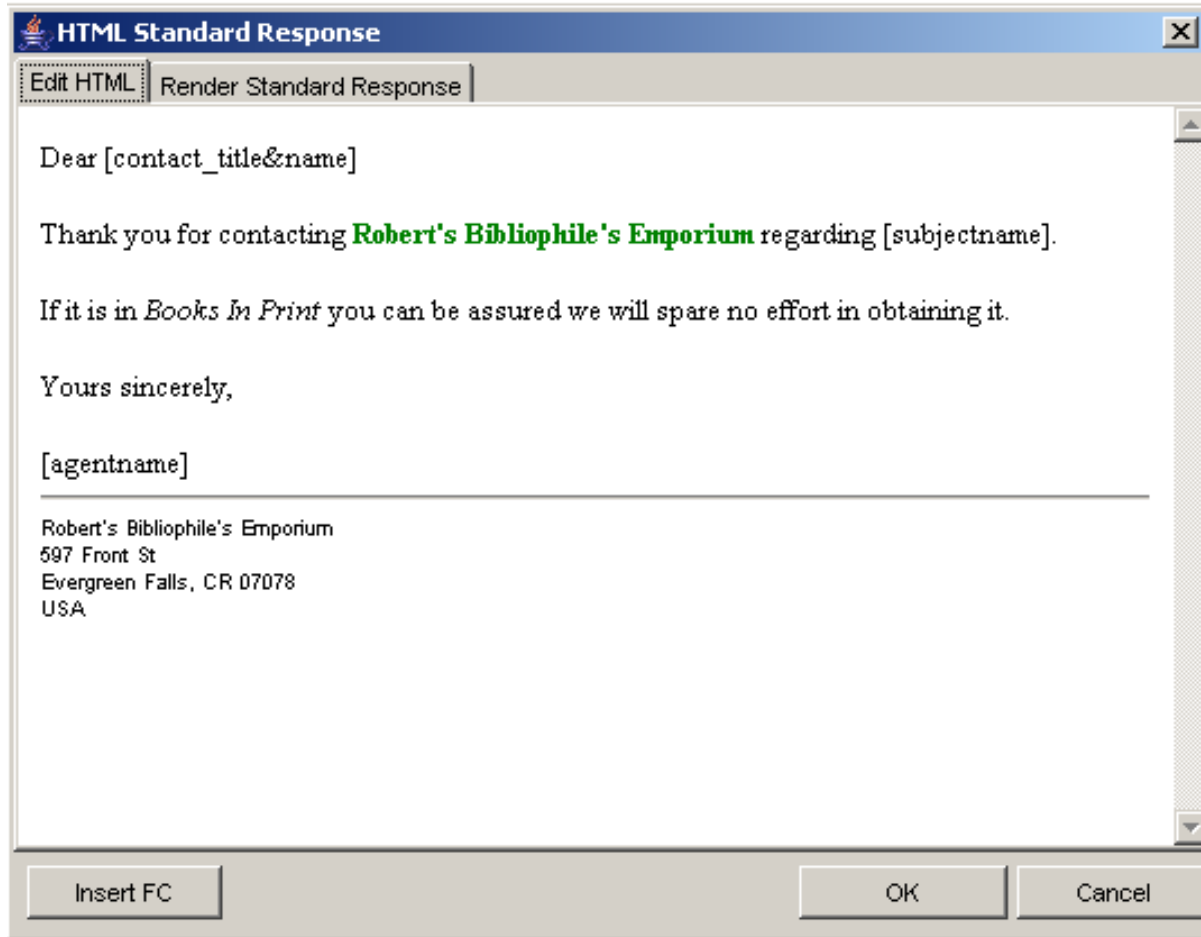 HTML Standard Response
Edit HTML
Render Standard Response
Dear [contact_title&name]
Thank you for contacting Robert's Bibliophile's Emporium regarding [subjectname].
If it is in Books In Print you can be assured we will spare no effort in obtaining it.
Yours sincerely,
[agentname]
Robert's Bibliophile's Emporium
597 Front St
Evergreen Falls, CR 07078
USA
Insert FC
OK
Cancel